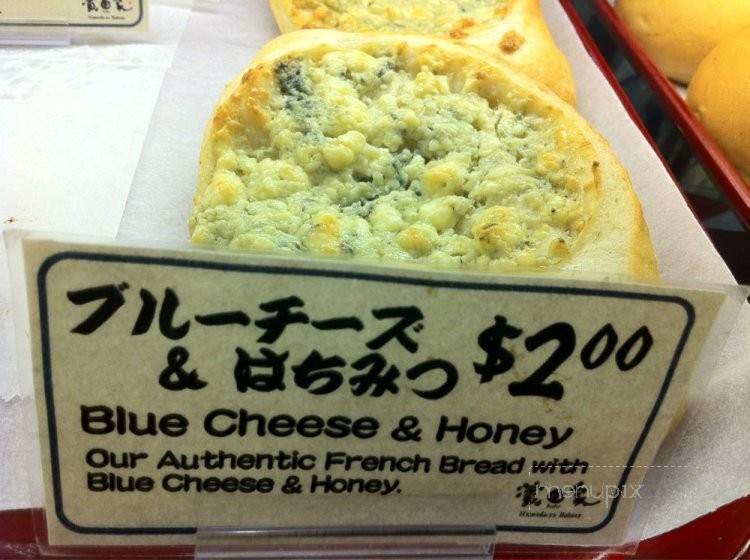 ブルーチーズ
& はちみつ $2.00
Blue Cheese & Honey
Our Authentic French Bread with
Blue Cheese & Honey.
menupix